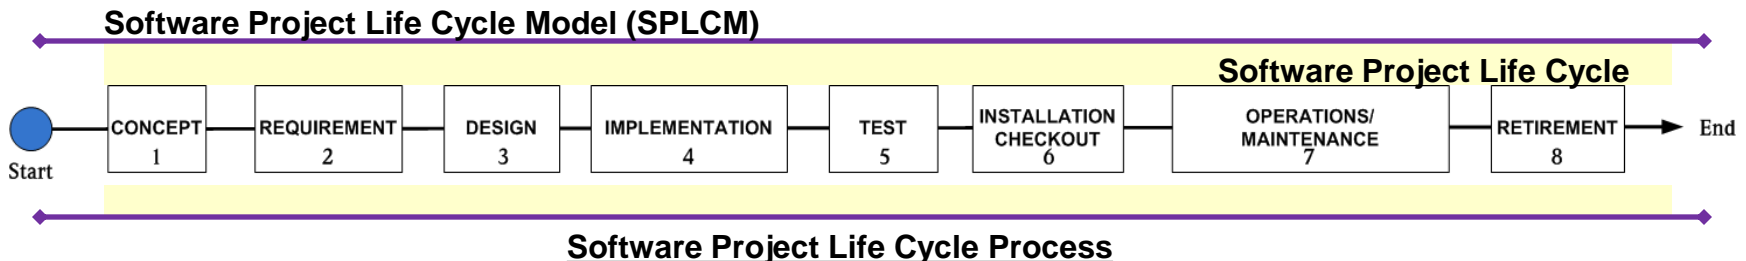 Software Project Life Cycle Model (SPLCM)
Software Project Life Cycle
Start
CONCEPT
1
REQUIREMENT
2
DESIGN
3
IMPLEMENTATION
4
TEST
5
INSTALLATION
CHECKOUT
6
OPERATIONS/
MAINTENANCE
7
RETIREMENT
8
End
Software Project Life Cycle Process